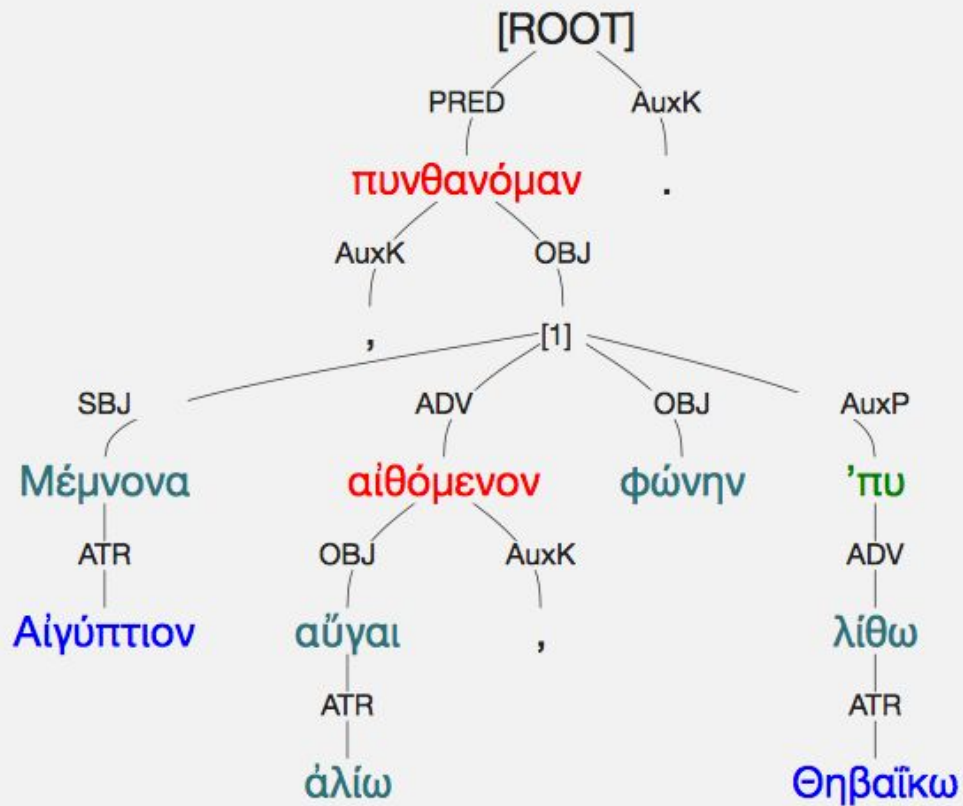 [ROOT]
PRED AuxK
πυνθανόμαν .
AuxK OBJ
, [1]
SBJ ADV OBJ AuxP
Μέμνονα αἰθόμενον φώνην ’πυ
ATR OBJ AuxK ADV
Αἰγύπτιον αὔγαι , λίθω
ATR ATR
ἀλίω Θηβαΐκω